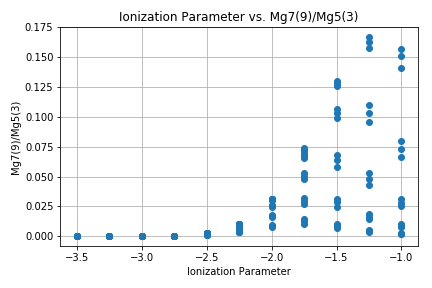 Ionization Parameter vs. Mg7(9)/Mg5(3)
Mg7(9)/Mg5(3)
0.175
0.150
0.125
0.100
0.075
0.050
0.025
0.000
−3.5 −3.0 −2.5 −2.0 −1.5 −1.0
Ionization Parameter